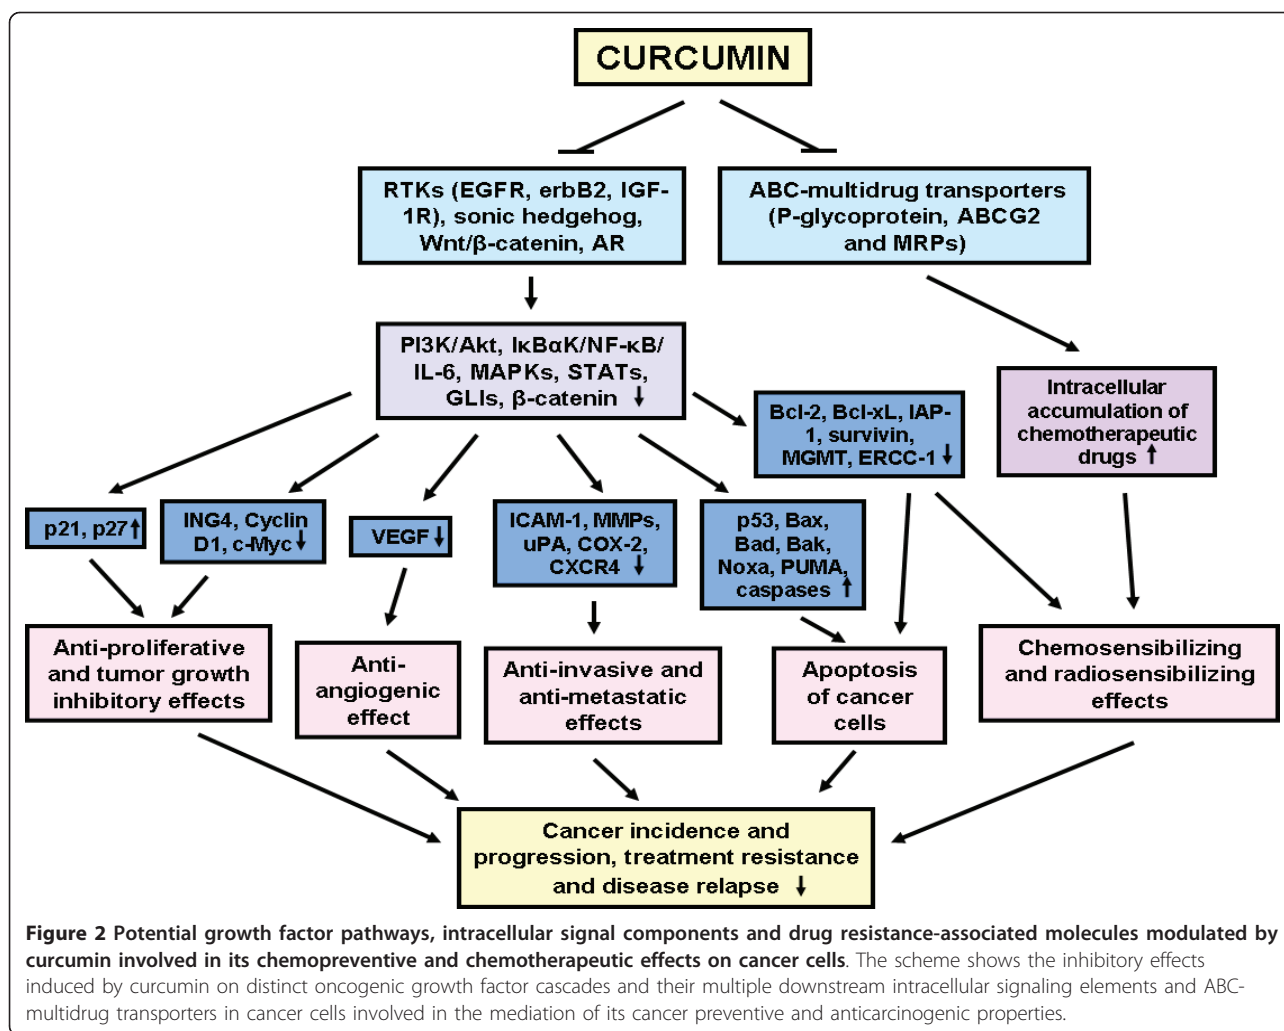 CURCUMIN
RTKs (EGFR, erbB2, IGF-
1R), sonic hedgehog,
Wnt/β-catenin, AR
ABC-multidrug transporters
(P-glycoprotein, ABCG2
and MRPs)
PI3K/Akt, IκBαK/NF-κB/
IL-6, MAPKs, STATs,
GLIs, β-catenin ↓
Bcl-2, Bcl-xL, IAP-
1, survivin,
MGMT, ERCC-1 ↓
Intracellular
accumulation of
chemotherapeutic
drugs ↑
p21, p27 ↑
ING4, Cyclin
D1, c-Myc ↓
VEGF ↓
ICAM-1, MMPs,
uPA, COX-2,
CXCR4 ↓
p53, Bax,
Bad, Bak,
Noxa, PUMA,
caspases ↑
Anti-proliferative
and tumor growth
inhibitory effects
Anti-
angiogenic
effect
Anti-invasive and
anti-metastatic
effects
Apoptosis
of cancer
cells
Chemosensibilizing
and radiosensibilizing
effects
Cancer incidence and
progression, treatment resistance
and disease relapse ↓
Figure 2 Potential growth factor pathways, intracellular signal components and drug resistance-associated molecules modulated by
curcumin involved in its chemopreventive and chemotherapeutic effects on cancer cells. The scheme shows the inhibitory effects
induced by curcumin on distinct oncogenic growth factor cascades and their multiple downstream intracellular signaling elements and ABC-
multidrug transporters in cancer cells involved in the mediation of its cancer preventive and anticarcinogenic properties.